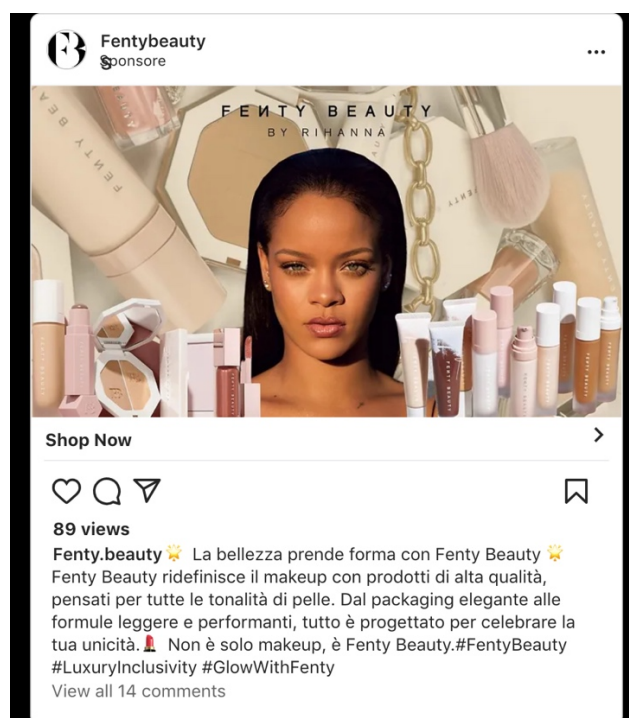 Fentybeauty
Sponsore
FENTY BEAUTY
BY RIHANNA
FENTY BEAUTY
Shop Now
89 views
Fenty.beauty🌟 La bellezza prende forma con Fenty Beauty 🌟
Fenty Beauty ridefinisce il makeup con prodotti di alta qualità,
pensati per tutte le tonalità di pelle. Dal packaging elegante alle
formule leggere e performanti, tutto è progettato per celebrare la
tua unicità.💄 Non è solo makeup, è Fenty Beauty.#FentyBeauty
#LuxuryInclusivity #GlowWithFenty
View all 14 comments